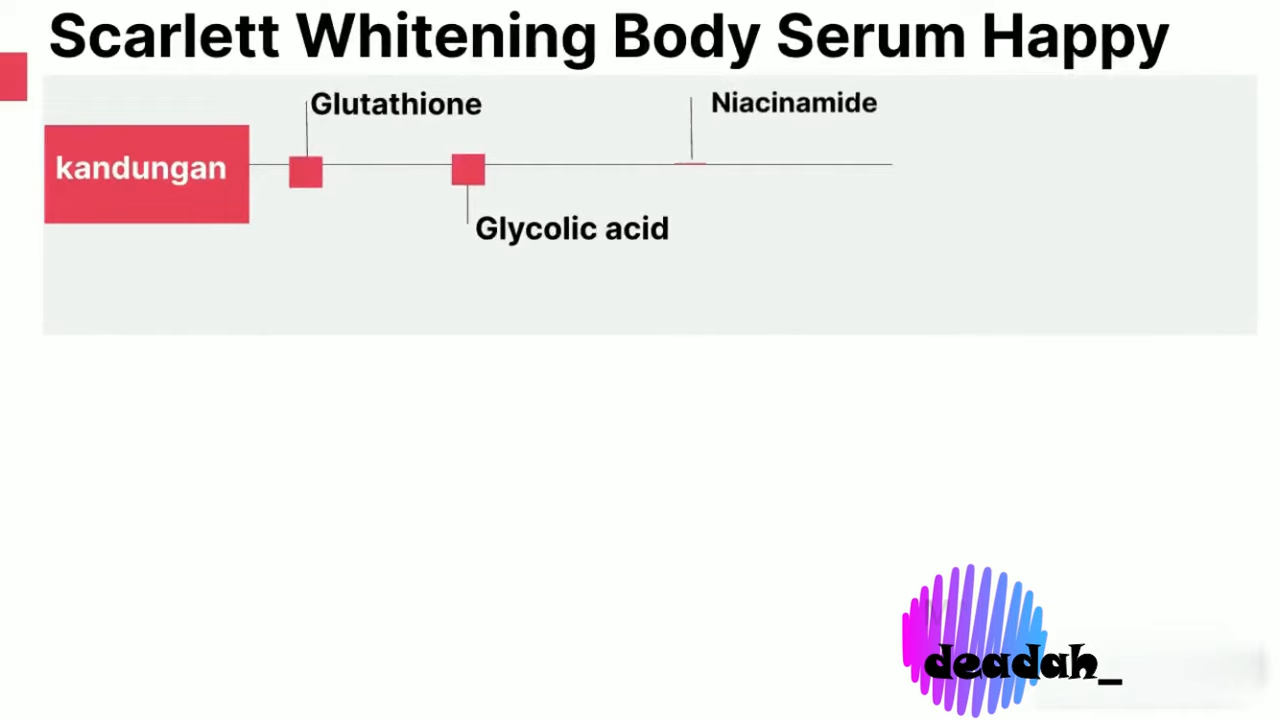 Scarlett Whitening Body Serum Happy
Glutathione
Niacinamide
kandungan
Glycolic acid
deadah_